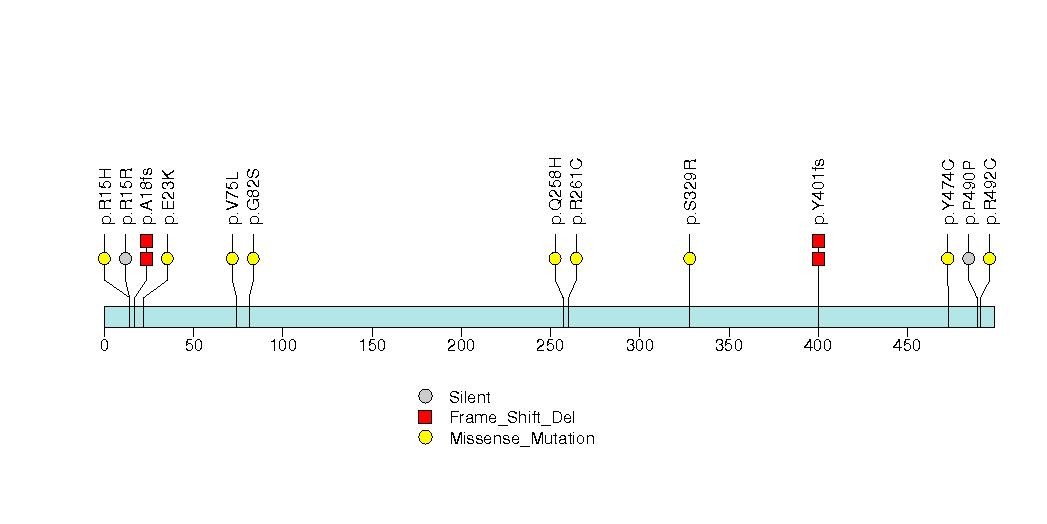 p.R15H
p.R15R
p.A18fs
p.E23K
p.V75L
p.G82S
p.Q258H
p.R261C
p.S329R
p.Y401fs
p.Y474C
p.P490P
p.R492C
0 50 100 150 200 250 300 350 400 450
Silent
Frame_Shift_Del
Missense_Mutation